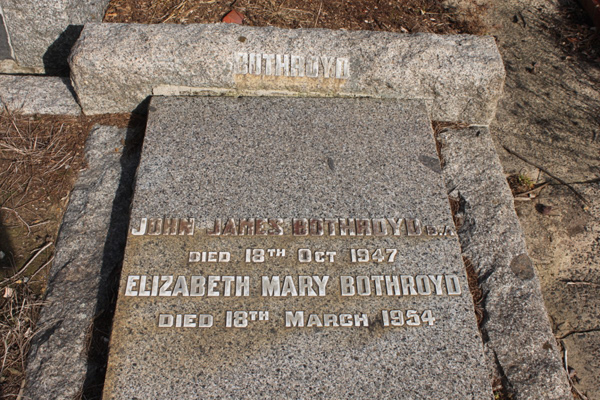 BOTHROYD
JOHN JAMES BOTHROYD B.A.
DIED 18TH OCT 1947
ELIZABETH MARY BOTHROYD
DIED 18TH MARCH 1954